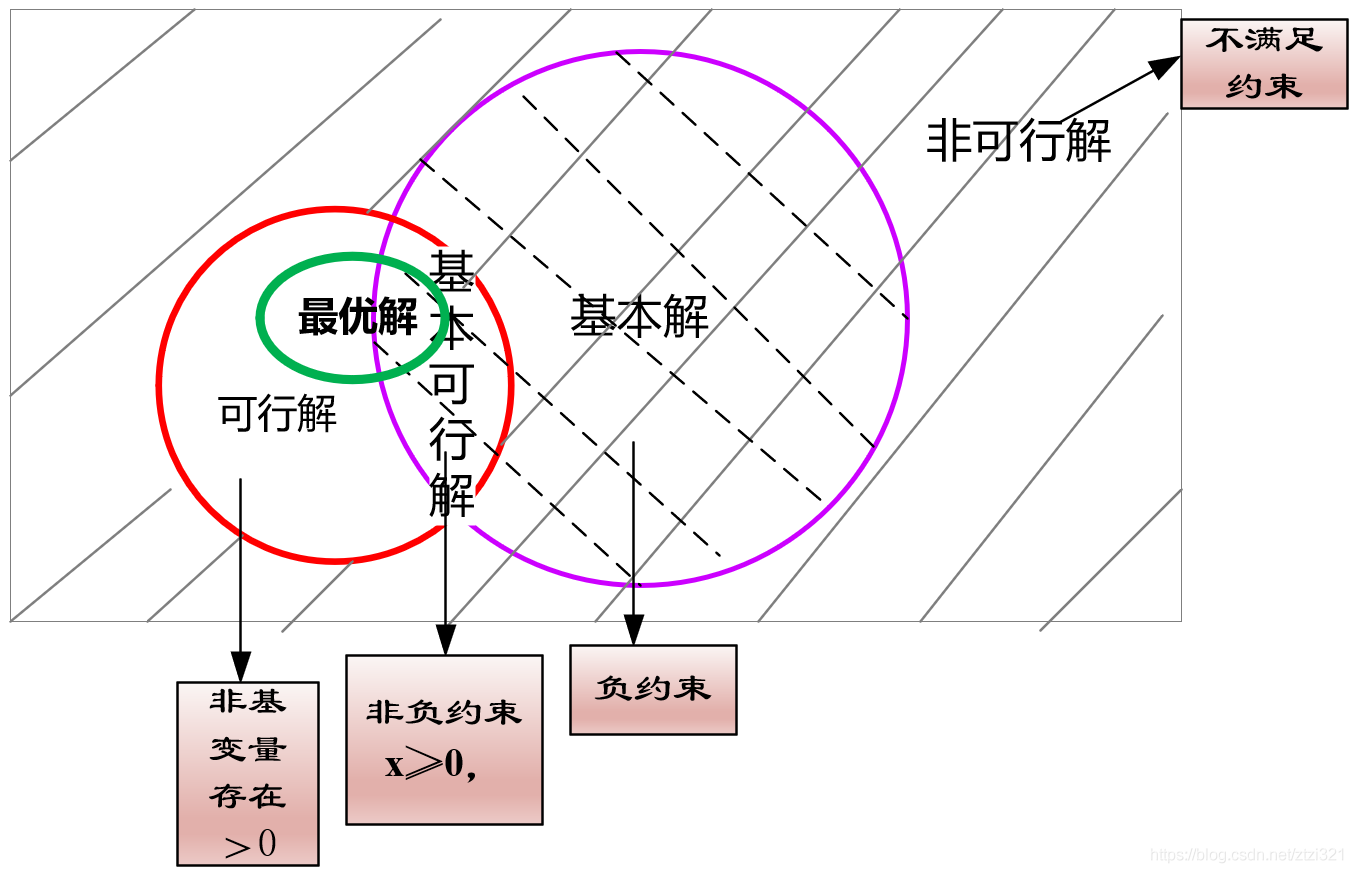 不满足
约束
非可行解
基
本
可
行
解
最优解
基本解
可行解
非基
变量
存在
>0
非负约束
x≥0，
负约束
https://blog.csdn.net/ztzi321